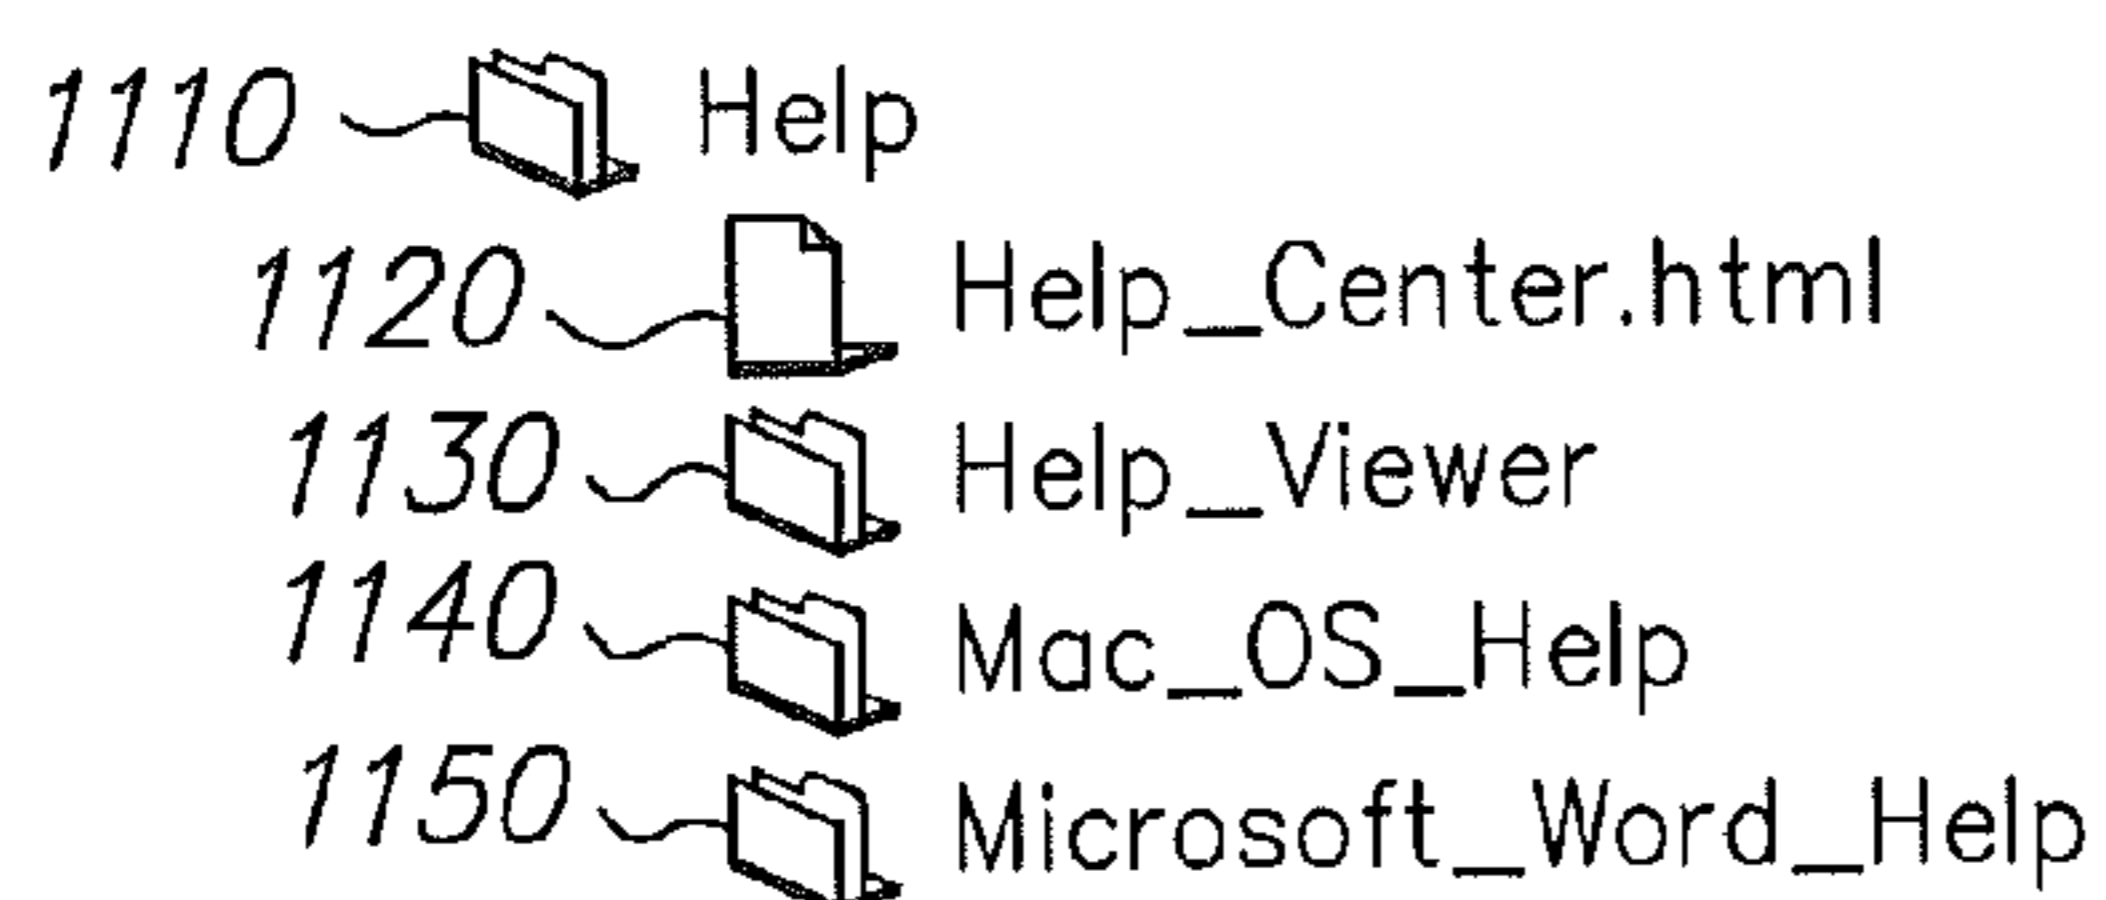 1110 Help
1120 Help_Center.html
1130 Help_Viewer
1140 Mac_OS_Help
1150 Microsoft_Word_Help